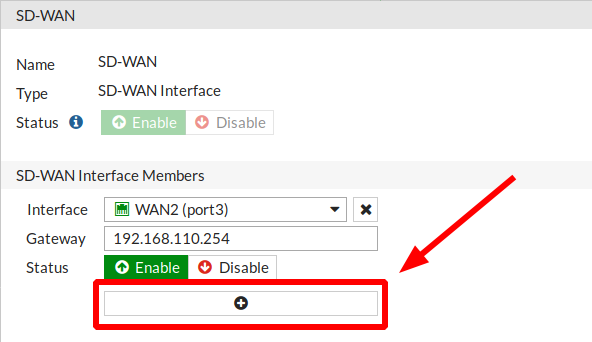 SD-WAN
Name SD-WAN
Type SD-WAN Interface
Status Enable Disable
SD-WAN Interface Members
Interface WAN2 (port3)
Gateway 192.168.110.254
Status Enable Disable